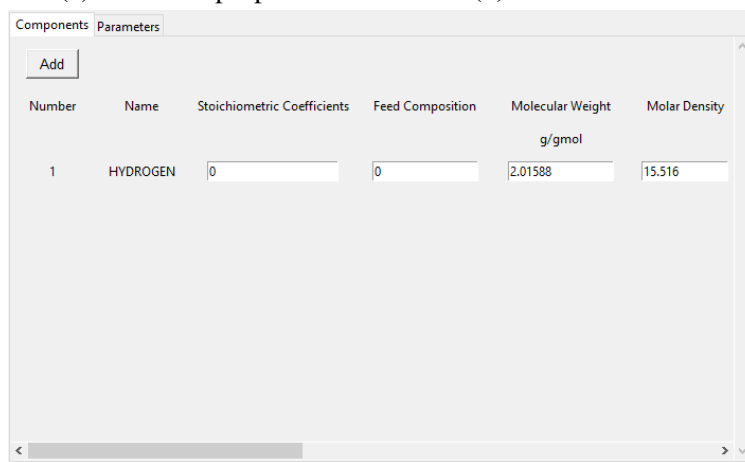 Components Parameters
Add
Number Name Stoichiometric Coefficients Feed Composition Molecular Weight Molar Density
g/gmol
1 HYDROGEN 0 0 2.01588 15.516